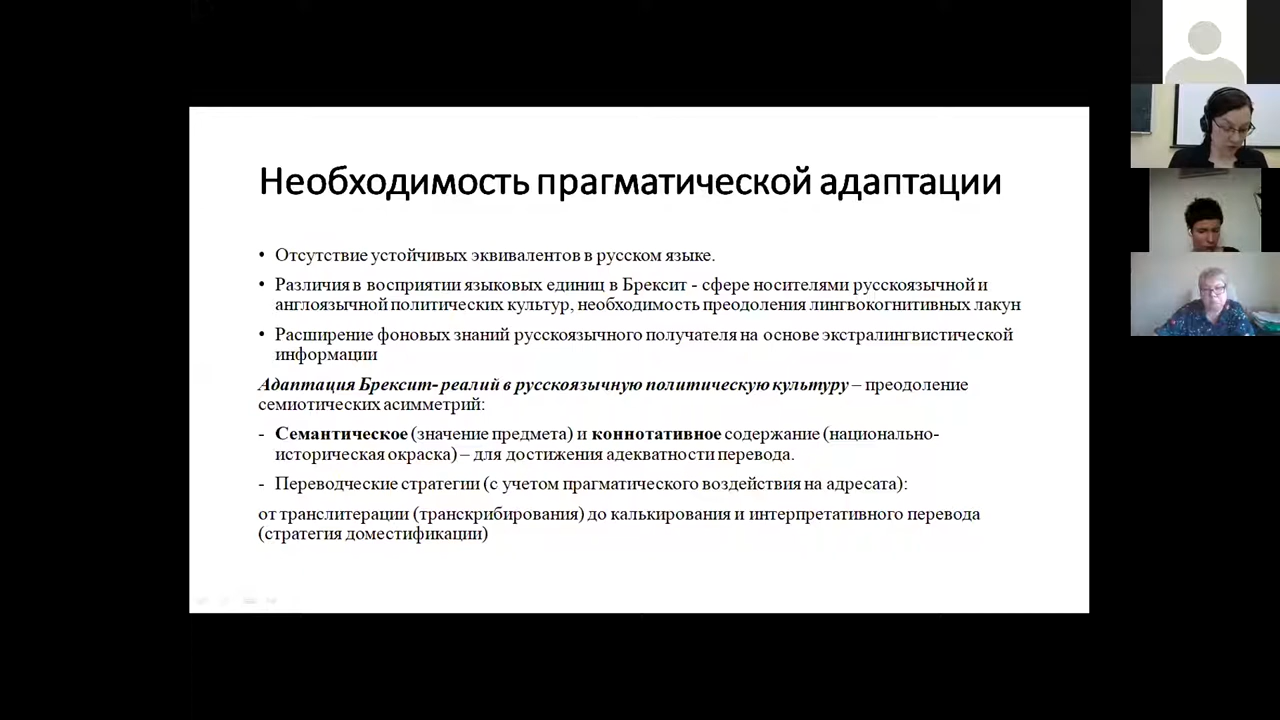 Необходимость прагматической адаптации
• Отсутствие устойчивых эквивалентов в русском языке.
• Различия в восприятии языковых единиц в Брексит - сфере носителями русскоязычной и
англоязычной политических культур, необходимость преодоления лингвокогнитивных лакун
• Расширение фоновых знаний русскоязычного получателя на основе экстралингвистической
информации
Адаптация Брексит- реалий в русскоязычную политическую культуру – преодоление
семиотических асимметрий:
- Семантическое (значение предмета) и коннотативное содержание (национально-
историческая окраска) – для достижения адекватности перевода.
- Переводческие стратегии (с учетом прагматического воздействия на адресата):
от транслитерации (транскрибирования) до калькирования и интерпретативного перевода
(стратегия доместификации)